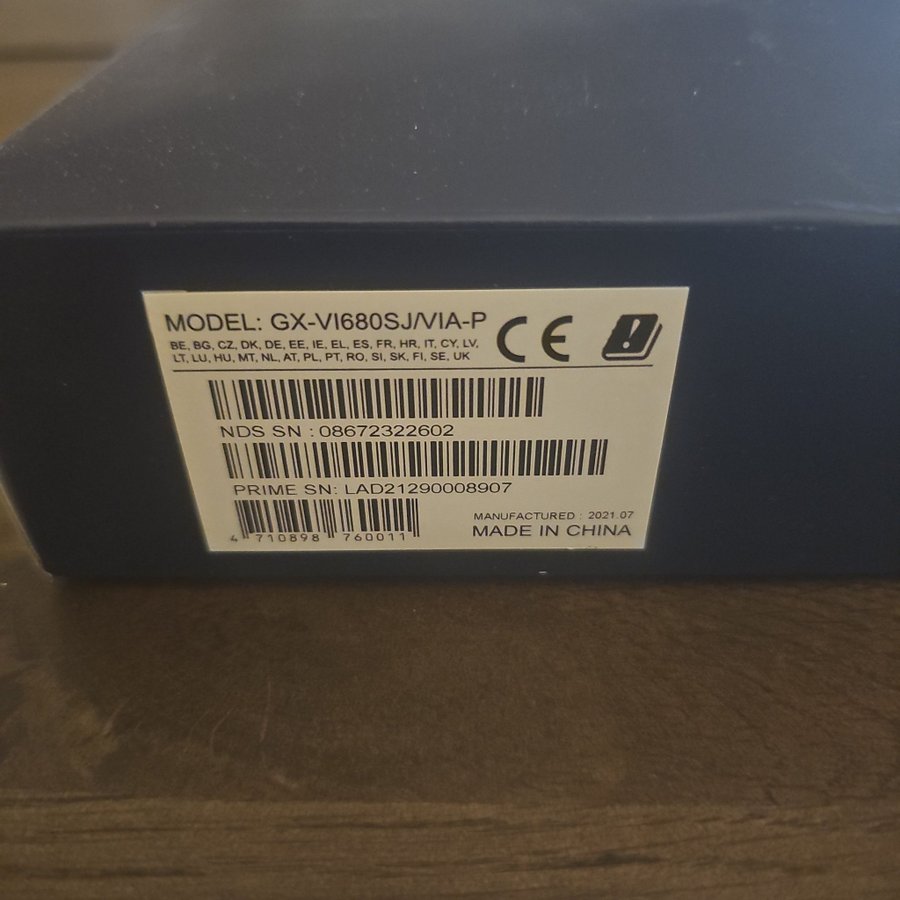 MODEL: GX-VI680SJ/VIA-P
BE, BG, CZ, DK, DE, EE, IE, EL, ES, FR, HR, IT, CY, LV,
LT, LU, HU, MT, NL, AT, PL, PT, RO, SI, SK, FI, SE, UK
CE
NDS SN : 08672322602
PRIME SN: LAD21290008907
4 710898 760011
MANUFACTURED : 2021.07
MADE IN CHINA